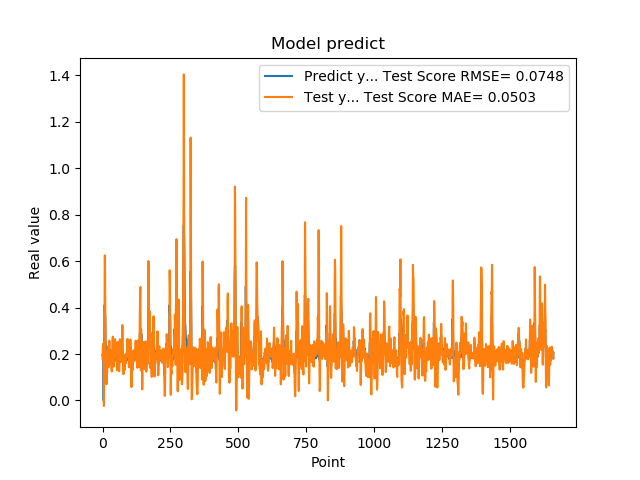 Model predict
Predict y... Test Score RMSE= 0.0748
Test y... Test Score MAE= 0.0503
1.4
1.2
1.0
0.8
0.6
0.4
0.2
0.0
Real value
0 250 500 750 1000 1250 1500
Point